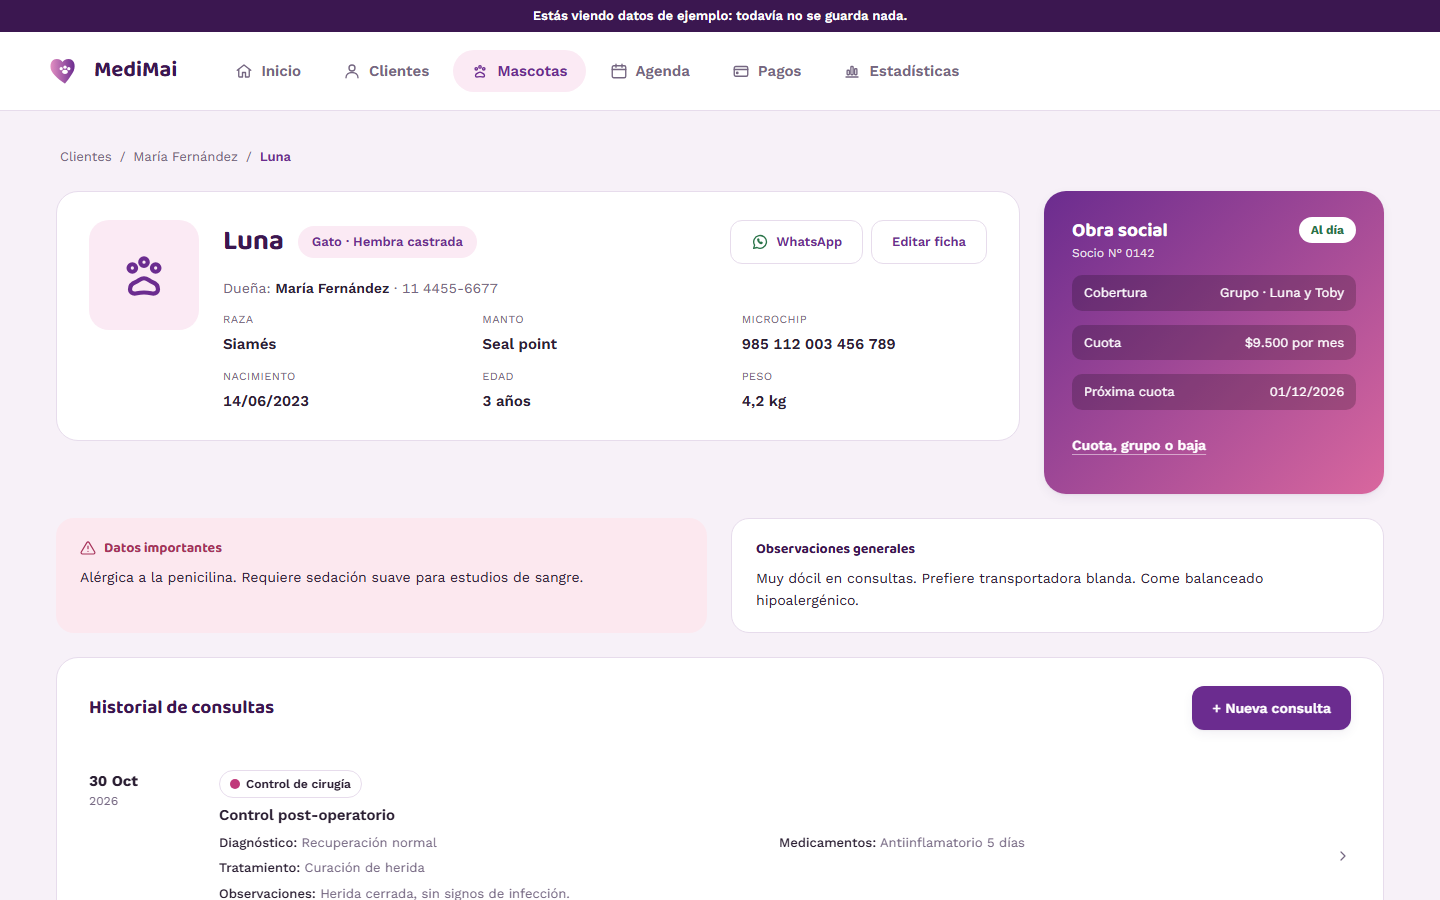 Estás viendo datos de ejemplo: todavía no se guarda nada.
MediMai
Inicio
Clientes
Mascotas
Agenda
Pagos
Estadísticas
Clientes / María Fernández / Luna
Luna
Gato · Hembra castrada
WhatsApp
Editar ficha
Dueña: María Fernández · 11 4455-6677
RAZA
Siamés
MANTO
Seal point
MICROCHIP
985 112 003 456 789
NACIMIENTO
14/06/2023
EDAD
3 años
PESO
4,2 kg
Obra social
Al día
Socio N° 0142
Cobertura
Grupo · Luna y Toby
Cuota
$9.500 por mes
Próxima cuota
01/12/2026
Cuota, grupo o baja
Datos importantes
Alérgica a la penicilina. Requiere sedación suave para estudios de sangre.
Observaciones generales
Muy dócil en consultas. Prefiere transportadora blanda. Come balanceado
hipoalergénico.
Historial de consultas
+ Nueva consulta
30 Oct
2026
Control de cirugía
Control post-operatorio
Diagnóstico: Recuperación normal
Medicamentos: Antiinflamatorio 5 días
Tratamiento: Curación de herida
Observaciones: Herida cerrada, sin signos de infección.